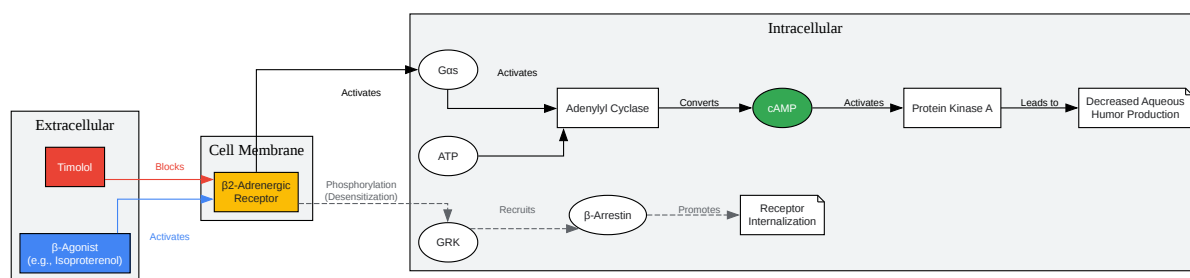 Intracellular
Gαs
Activates
Activates
Adenylyl Cyclase
Converts
cAMP
Activates
Protein Kinase A
Leads to
Decreased Aqueous
Humor Production
Extracellular
Timolol
Blocks
Cell Membrane
β2-Adrenergic
Receptor
ATP
Phosphorylation
(Desensitization)
Recruits
β-Arrestin
Promotes
Receptor
Internalization
GRK
Activates
β-Agonist
(e.g., Isoproterenol)